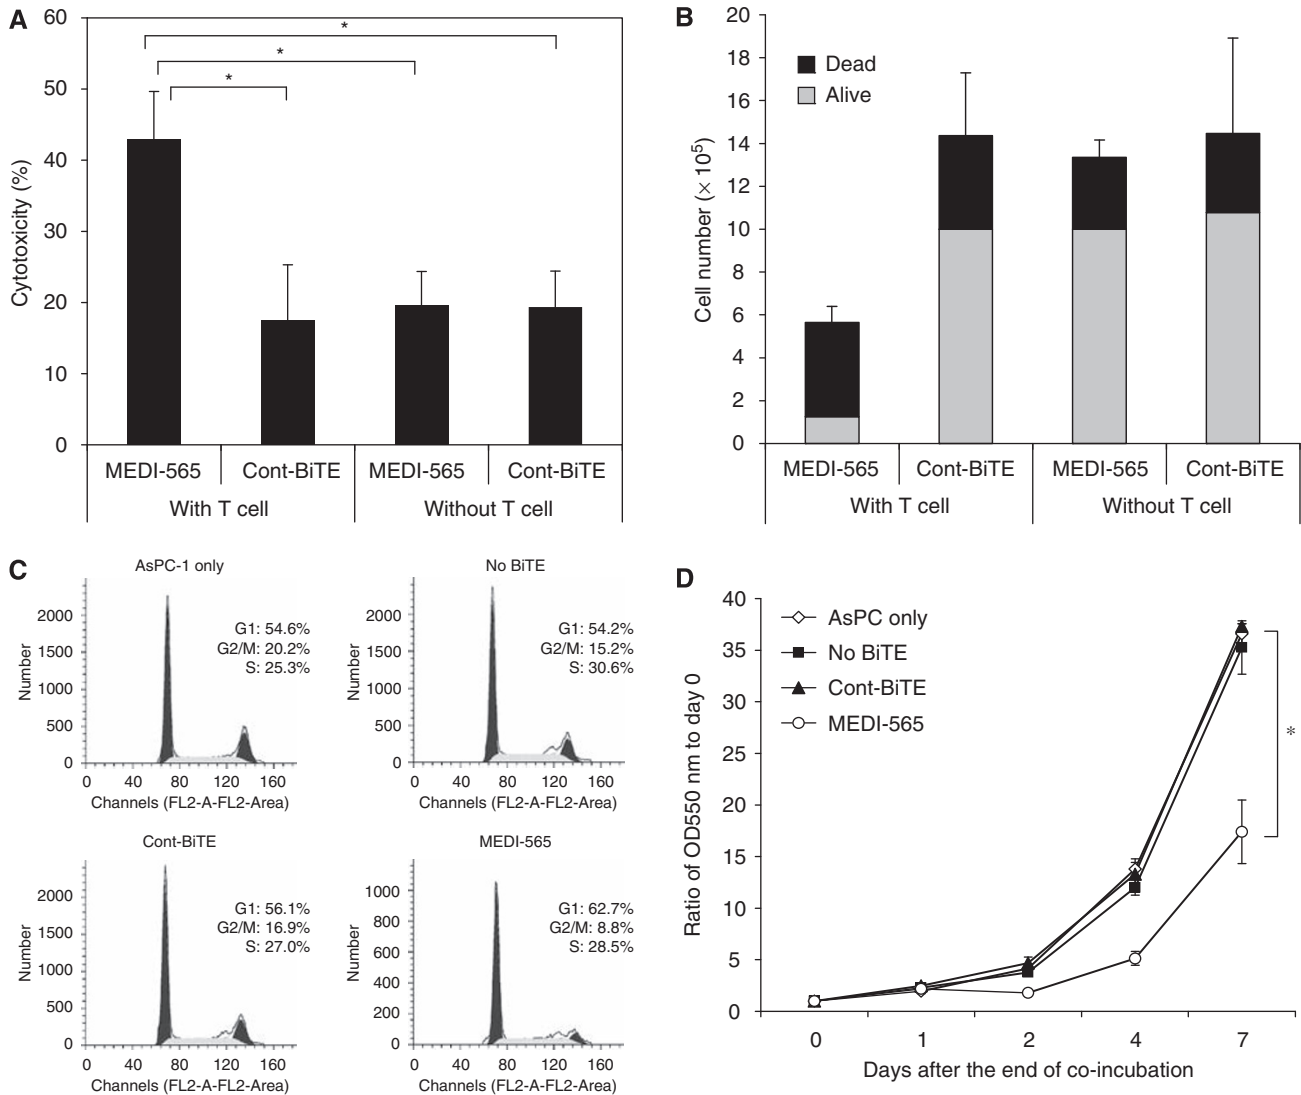 A
60
50
40
30
20
10
0
Cytotoxicity (%)
*
*
*
MEDI-565 Cont-BiTE MEDI-565 Cont-BiTE
With T cell Without T cell
B
20
18
16
14
12
10
8
6
4
2
0
Cell number (× 10⁵)
Dead
Alive
MEDI-565 Cont-BiTE MEDI-565 Cont-BiTE
With T cell Without T cell
C
AsPC-1 only
2000
1500
1000
500
0
Number
G1: 54.6%
G2/M: 20.2%
S: 25.3%
0 40 80 120 160
Channels (FL2-A-FL2-Area)
No BiTE
2000
1500
1000
500
0
Number
G1: 54.2%
G2/M: 15.2%
S: 30.6%
0 40 80 120 160
Channels (FL2-A-FL2-Area)
Cont-BiTE
2000
1500
1000
500
0
Number
G1: 56.1%
G2/M: 16.9%
S: 27.0%
0 40 80 120 160
Channels (FL2-A-FL2-Area)
MEDI-565
1000
800
600
400
200
0
Number
G1: 62.7%
G2/M: 8.8%
S: 28.5%
0 40 80 120 160
Channels (FL2-A-FL2-Area)
D
40
35
30
25
20
15
10
5
0
Ratio of OD550 nm to day 0
AsPC only
No BiTE
Cont-BiTE
MEDI-565
*
0 1 2 4 7
Days after the end of co-incubation